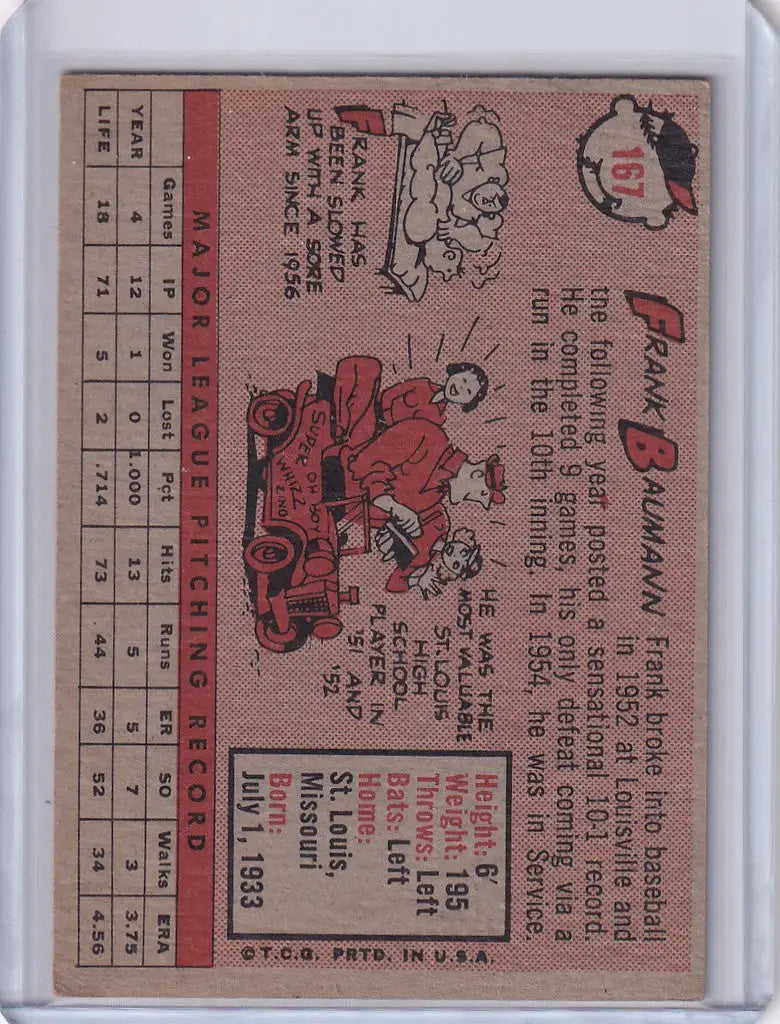 167
FRANK BAUMANN Frank broke into baseball
in 1952 at Louisville and
the following year posted a sensational 10-1 record.
He completed 9 games, his only defeat coming via a
run in the 10th inning. In 1954, he was in Service.
FRANK HAS
BEEN SLOWED
UP WITH A SORE
ARM SINCE 1956
SUPER OH BOY
WHIZZ
ZING
HE WAS THE
MOST VALUABLE
ST. LOUIS
HIGH
SCHOOL
PLAYER IN
'51 AND
'52
Height: 6'
Weight: 195
Throws: Left
Bats: Left
Home:
St. Louis,
Missouri
Born:
July 1, 1933
© T.C.G. PRTD. IN U.S.A.
MAJOR LEAGUE PITCHING RECORD
Games IP Won Lost Pct Hits Runs ER SO Walks ERA
YEAR 4 12 1 0 1.000 13 5 5 7 3 3.75
LIFE 18 71 5 2 .714 73 44 36 52 34 4.56